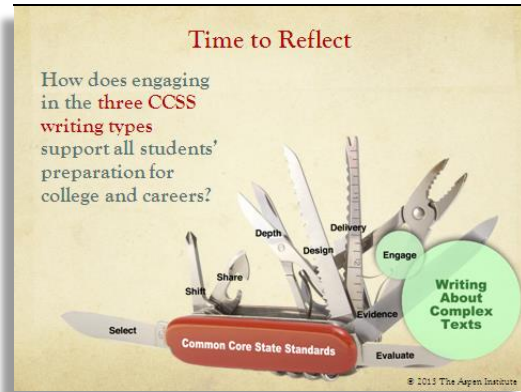 Time to Reflect
How does engaging
in the three CCSS
writing types
support all students'
preparation for
college and careers?
Depth
Delivery
Design
Engage
Share
Shift
Writing
About
Complex
Texts
Evidence
Select
Common Core State Standards
Evaluate
© 2013 The Aspen Institute